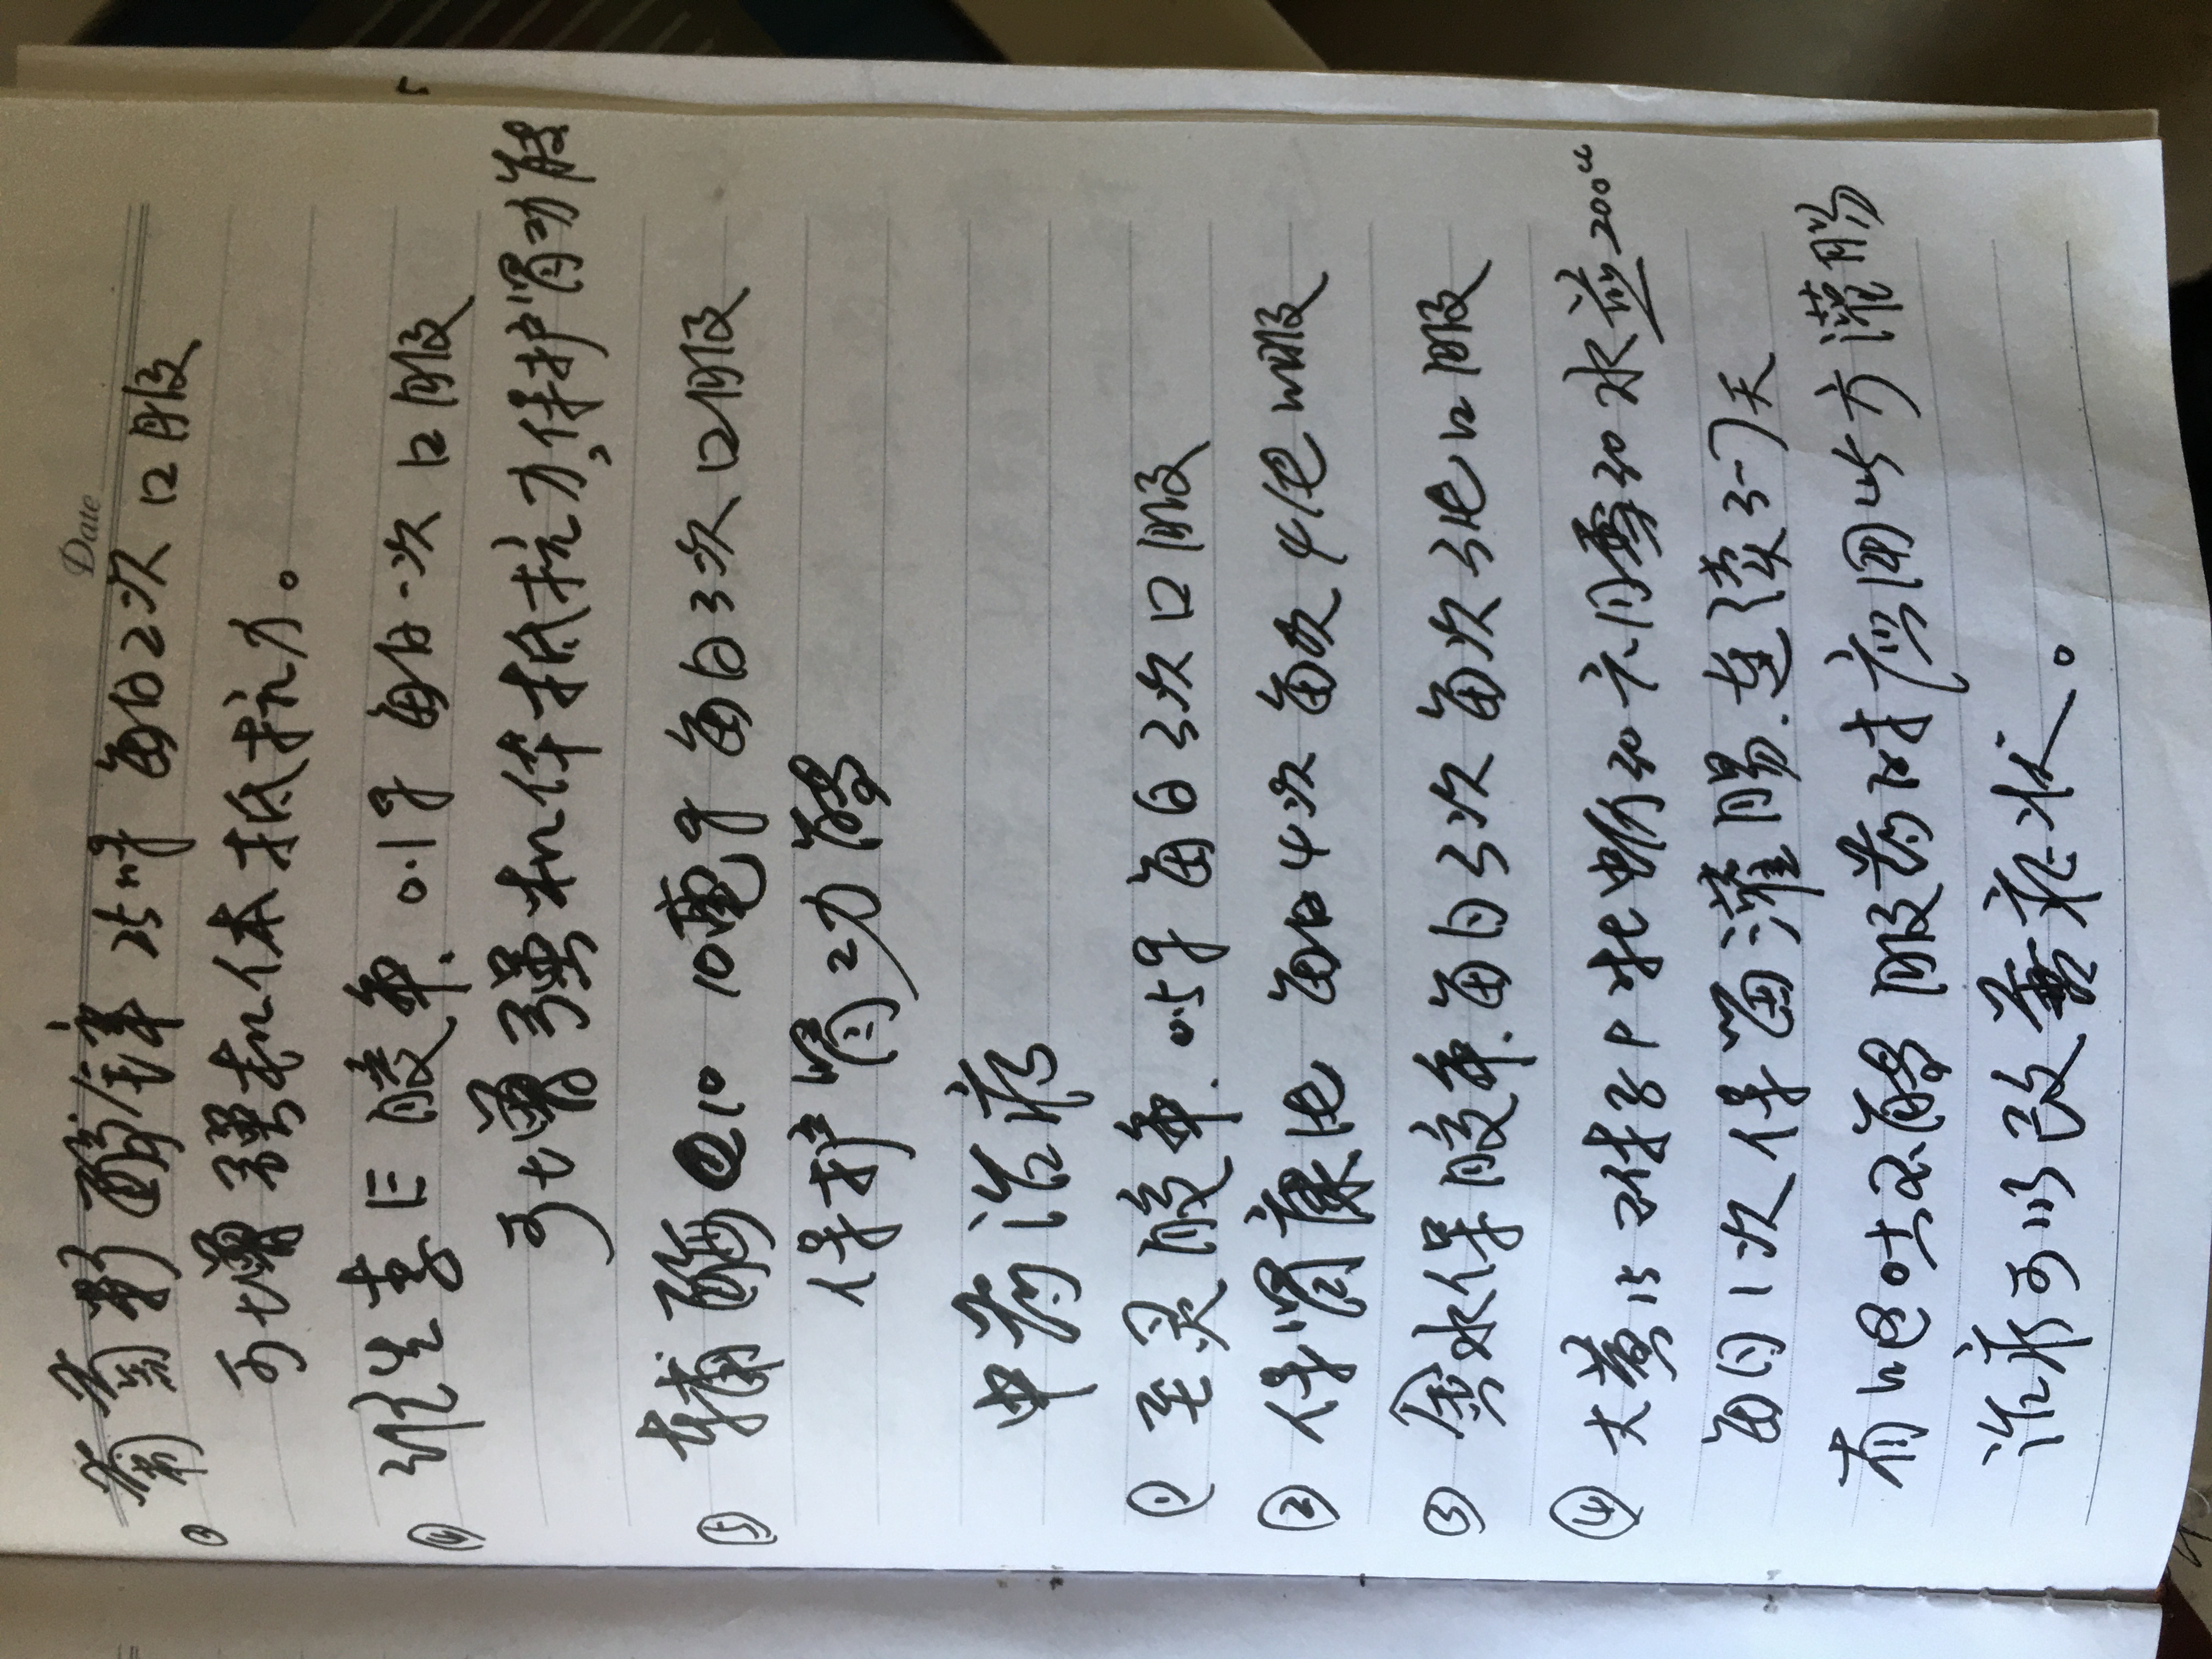 Date
③ 葡萄糖酸锌 25mg 每日2次 口服
可增强机体抵抗力。
④ 维生素E胶囊 0.1g 每日一次 口服
可增强机体抵抗力,保护肾功能
⑤ 辅酶Q10 10毫g 每日3次 口服
保护肾功能
中药治疗
① 至灵胶囊 0.5g 每日3次 口服
② 保肾康 每日4次 每次4 口服
③ 金水保胶囊 每日3次 每次3 口服
④ 大黄15 附子 牡蛎30 六月雪30 水煎200
每日1次 保留灌肠 连续3-7天
有呕吐不能服药时应用此方灌肠
治疗可以改善症状。